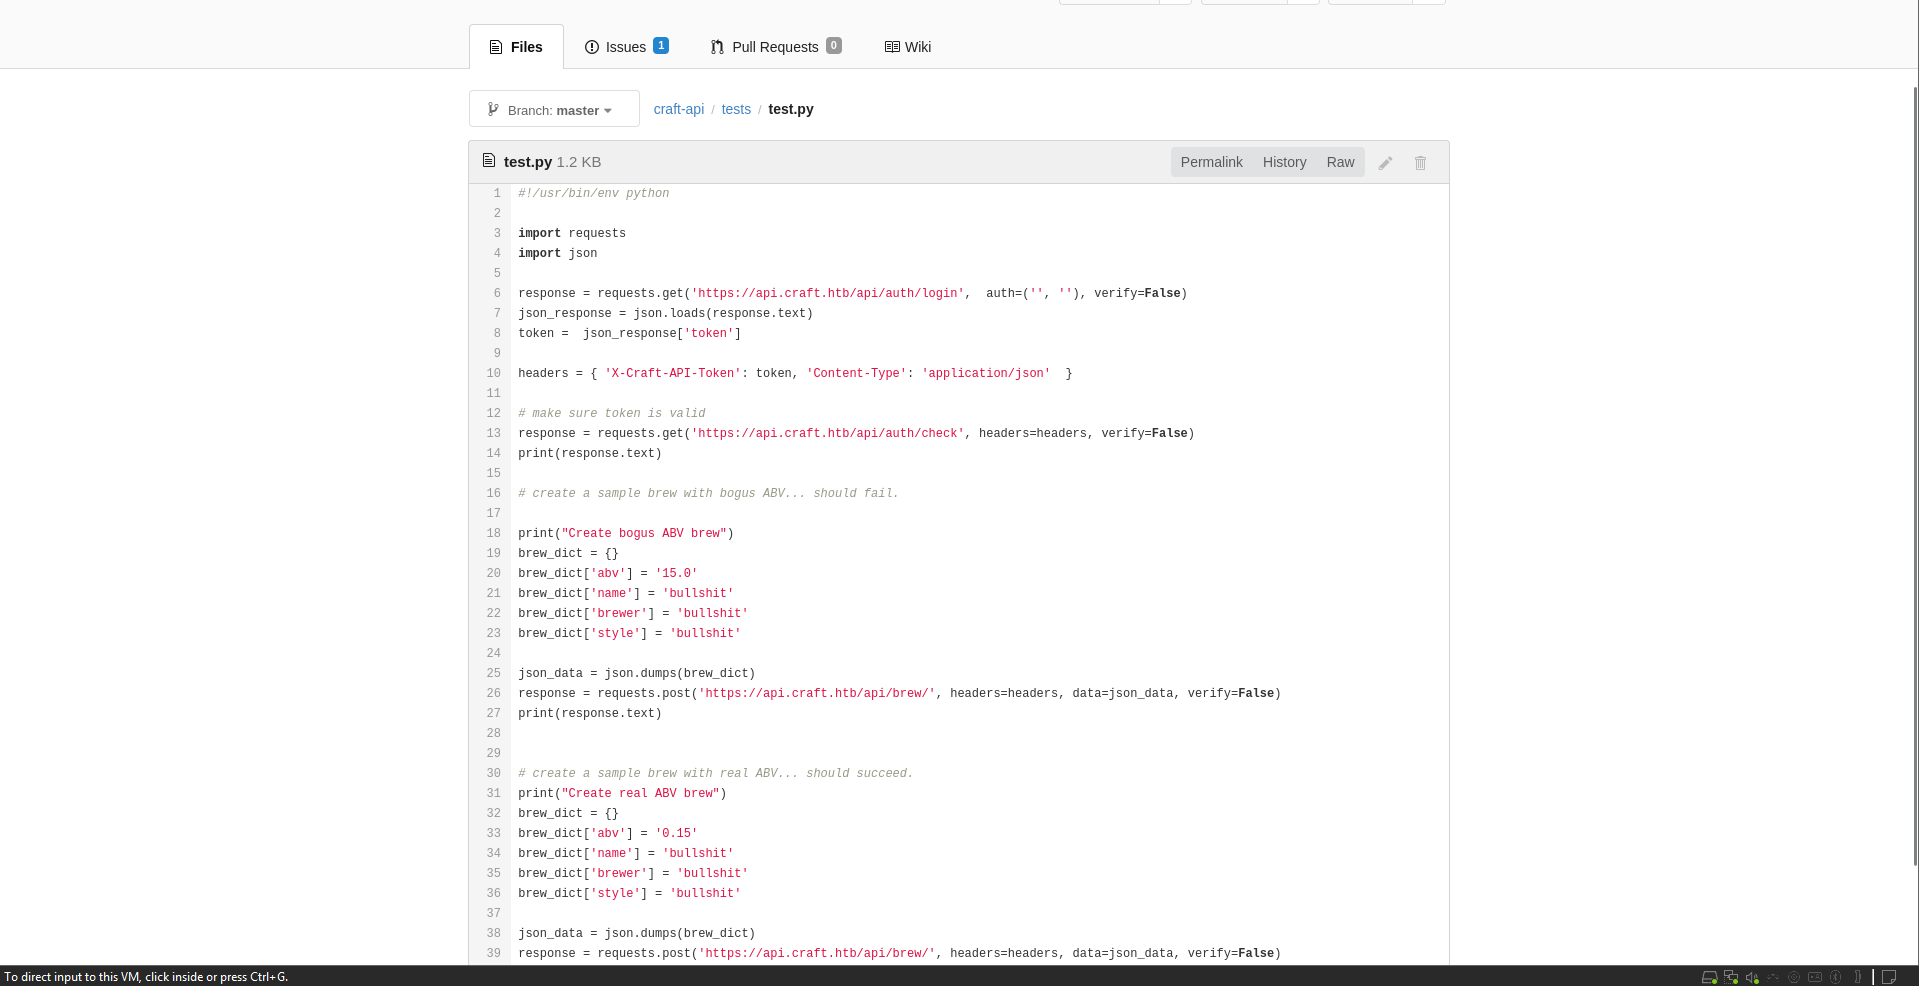 Files Issues 1 Pull Requests 0 Wiki
Branch: master craft-api / tests / test.py
test.py 1.2 KB Permalink History Raw
1 #!/usr/bin/env python
2
3 import requests
4 import json
5
6 response = requests.get('https://api.craft.htb/api/auth/login',  auth=('', ''), verify=False)
7 json_response = json.loads(response.text)
8 token =  json_response['token']
9
10 headers = { 'X-Craft-API-Token': token, 'Content-Type': 'application/json'  }
11
12 # make sure token is valid
13 response = requests.get('https://api.craft.htb/api/auth/check', headers=headers, verify=False)
14 print(response.text)
15
16 # create a sample brew with bogus ABV... should fail.
17
18 print("Create bogus ABV brew")
19 brew_dict = {}
20 brew_dict['abv'] = '15.0'
21 brew_dict['name'] = 'bullshit'
22 brew_dict['brewer'] = 'bullshit'
23 brew_dict['style'] = 'bullshit'
24
25 json_data = json.dumps(brew_dict)
26 response = requests.post('https://api.craft.htb/api/brew/', headers=headers, data=json_data, verify=False)
27 print(response.text)
28
29
30 # create a sample brew with real ABV... should succeed.
31 print("Create real ABV brew")
32 brew_dict = {}
33 brew_dict['abv'] = '0.15'
34 brew_dict['name'] = 'bullshit'
35 brew_dict['brewer'] = 'bullshit'
36 brew_dict['style'] = 'bullshit'
37
38 json_data = json.dumps(brew_dict)
39 response = requests.post('https://api.craft.htb/api/brew/', headers=headers, data=json_data, verify=False)
To direct input to this VM, click inside or press Ctrl+G.